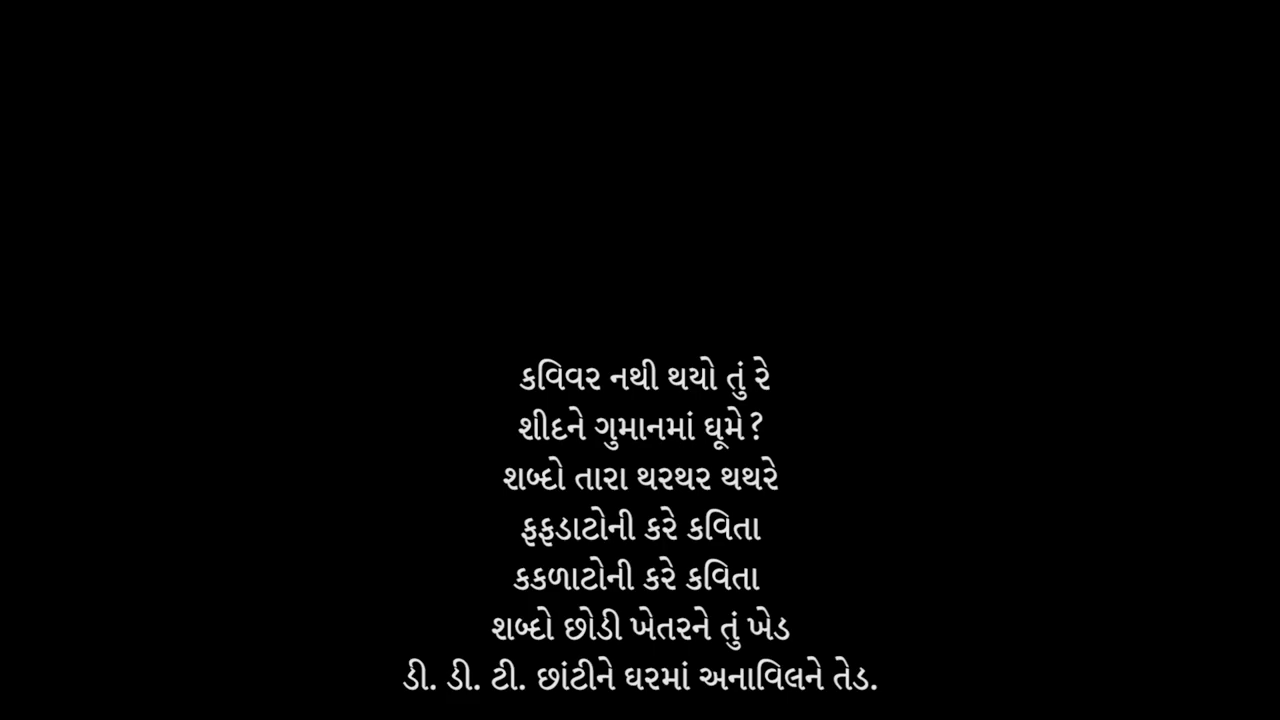 કવિવર નથી થયો તું રે
શીદને ગુમાનમાં ઘૂમે?
શબ્દો તારા થરથર થથરે
ફફડાટોની કરે કવિતા
કકળાટોની કરે કવિતા
શબ્દો છોડી ખેતરને તું ખેડ
ડી. ડી. ટી. છાંટીને ઘરમાં અનાવિલને તેડ.